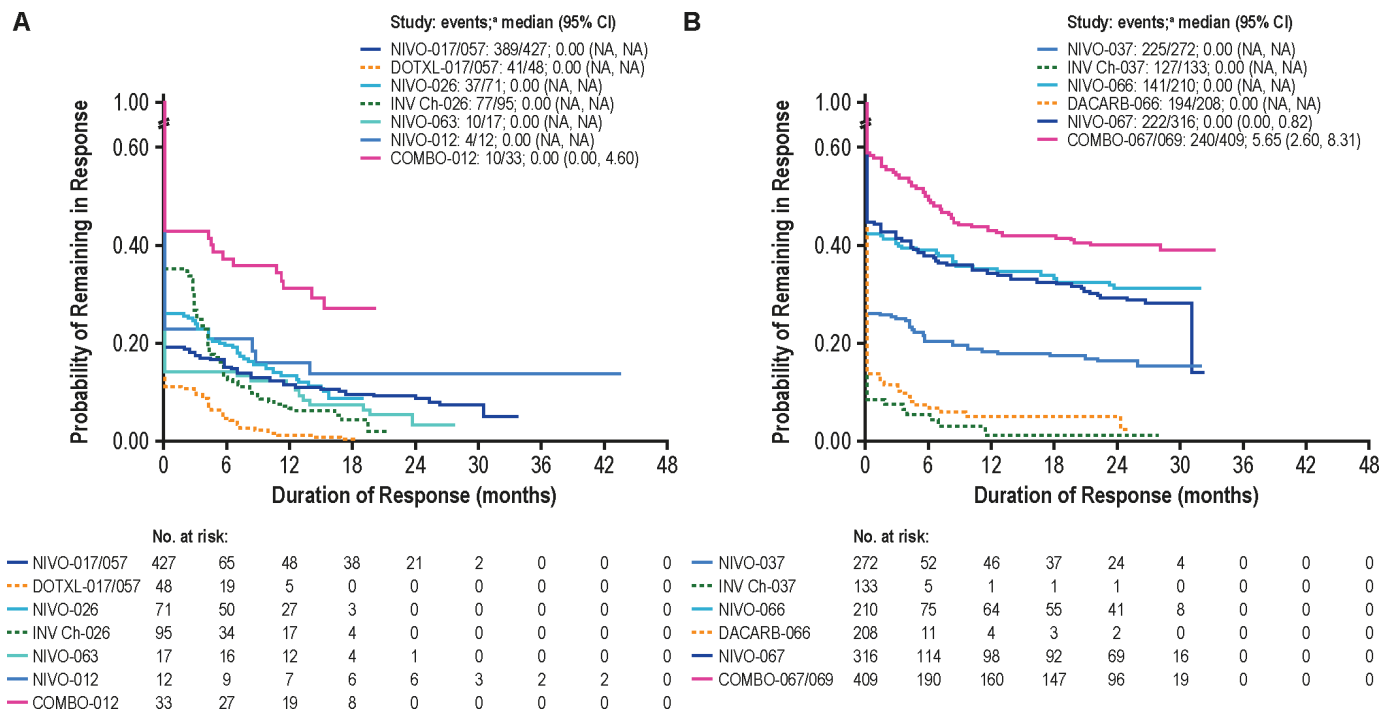 A
Study: events;ᵃ median (95% CI)
NIVO-017/057: 389/427; 0.00 (NA, NA)
DOTXL-017/057: 41/48; 0.00 (NA, NA)
NIVO-026: 37/71; 0.00 (NA, NA)
INV Ch-026: 77/95; 0.00 (NA, NA)
NIVO-063: 10/17; 0.00 (NA, NA)
NIVO-012: 4/12; 0.00 (NA, NA)
COMBO-012: 10/33; 0.00 (0.00, 4.60)
Probability of Remaining in Response
1.00
0.60
0.40
0.20
0.00
0 6 12 18 24 30 36 42 48
Duration of Response (months)
No. at risk:
NIVO-017/057 427 65 48 38 21 2 0 0 0
DOTXL-017/057 48 19 5 0 0 0 0 0 0
NIVO-026 71 50 27 3 0 0 0 0 0
INV Ch-026 95 34 17 4 0 0 0 0 0
NIVO-063 17 16 12 4 1 0 0 0 0
NIVO-012 12 9 7 6 6 3 2 2 0
COMBO-012 33 27 19 8 0 0 0 0 0
B
Study: events;ᵃ median (95% CI)
NIVO-037: 225/272; 0.00 (NA, NA)
INV Ch-037: 127/133; 0.00 (NA, NA)
NIVO-066: 141/210; 0.00 (NA, NA)
DACARB-066: 194/208; 0.00 (NA, NA)
NIVO-067: 222/316; 0.00 (0.00, 0.82)
COMBO-067/069: 240/409; 5.65 (2.60, 8.31)
Probability of Remaining in Response
1.00
0.60
0.40
0.20
0.00
0 6 12 18 24 30 36 42 48
Duration of Response (months)
No. at risk:
NIVO-037 272 52 46 37 24 4 0 0 0
INV Ch-037 133 5 1 1 1 0 0 0 0
NIVO-066 210 75 64 55 41 8 0 0 0
DACARB-066 208 11 4 3 2 0 0 0 0
NIVO-067 316 114 98 92 69 16 0 0 0
COMBO-067/069 409 190 160 147 96 19 0 0 0